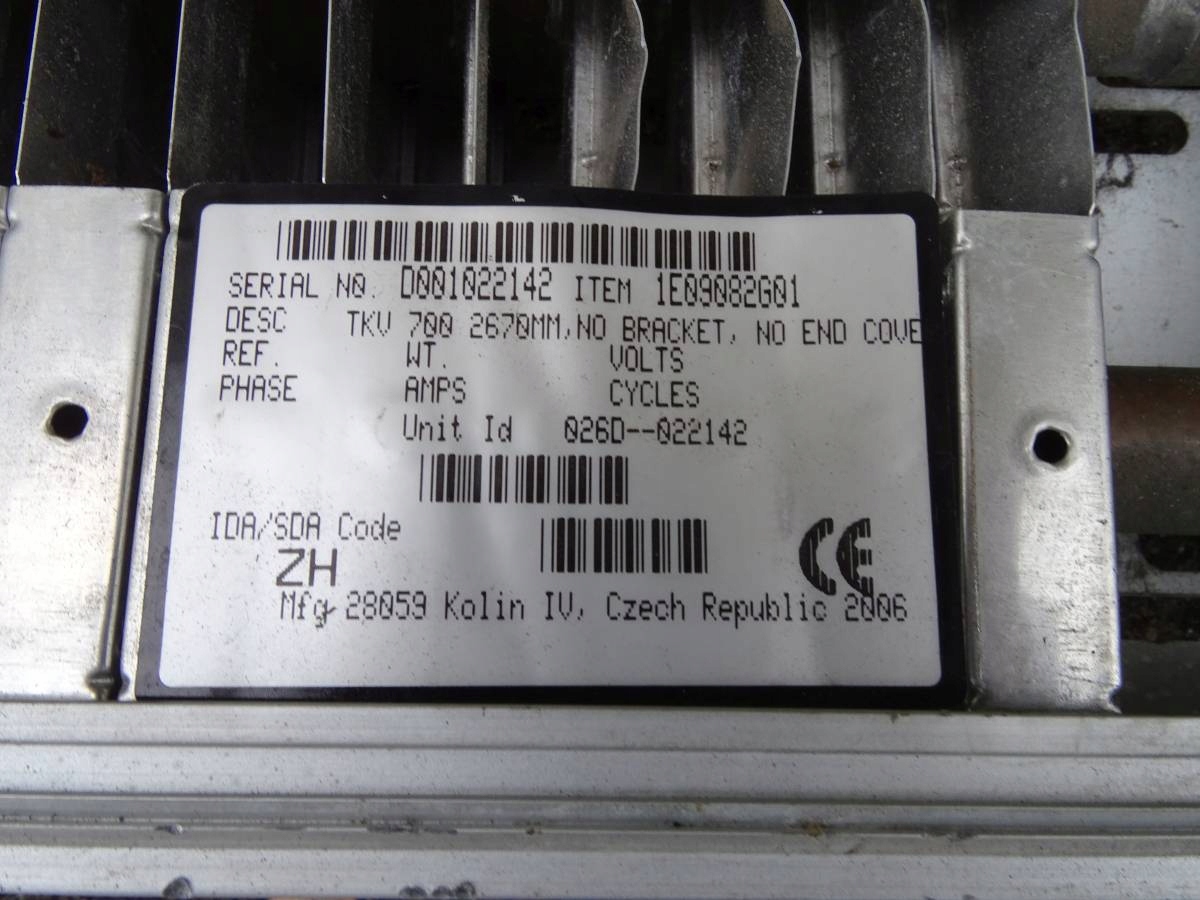 SERIAL NO. D001022142 ITEM 1E09082G01
DESC TKV 700 2670MM,NO BRACKET, NO END COVE
REF. WT. VOLTS
PHASE AMPS CYCLES
Unit Id 026D--022142
IDA/SDA Code
ZH
CE
Mfg 28059 Kolin IV, Czech Republic 2006